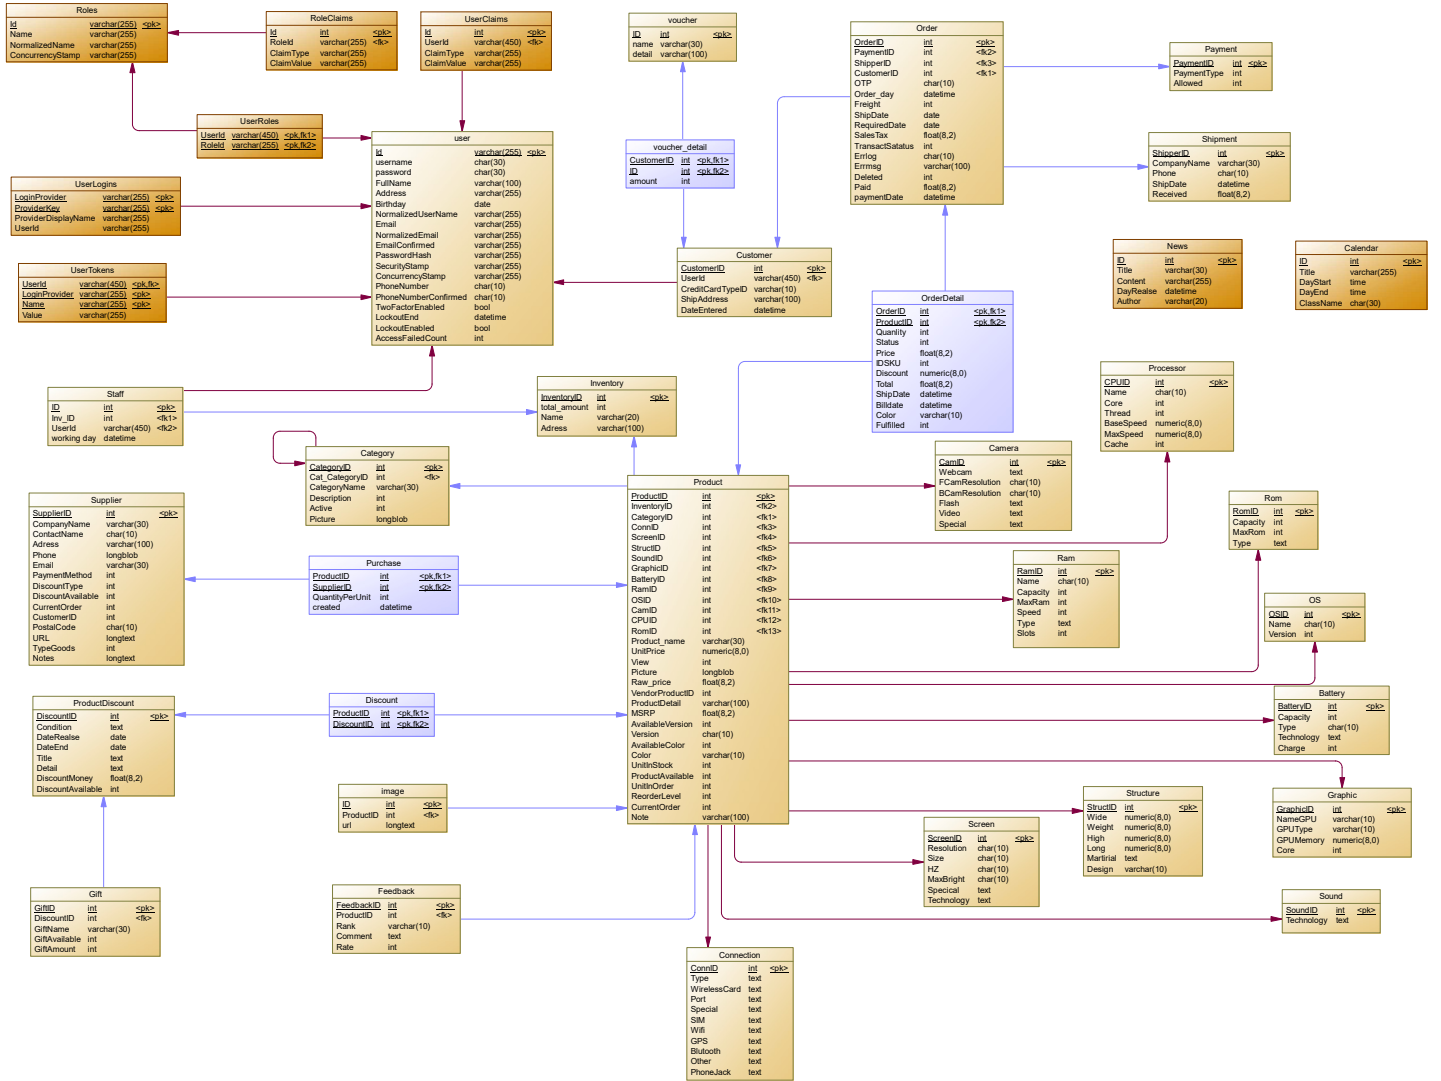 Roles
Id varchar(255) <pk>
Name varchar(255)
NormalizedName varchar(255)
ConcurrencyStamp varchar(255)
RoleClaims
Id int <pk>
RoleId varchar(255) <fk>
ClaimType varchar(255)
ClaimValue varchar(255)
UserClaims
Id int <pk>
UserId varchar(450) <fk>
ClaimType varchar(255)
ClaimValue varchar(255)
voucher
ID int <pk>
name varchar(30)
detail varchar(100)
Order
OrderID int <pk>
PaymentID int <fk2>
ShipperID int <fk3>
CustomerID int <fk1>
OTP char(10)
Order_day datetime
Freight int
ShipDate date
RequiredDate date
SalesTax float(8,2)
TransactSatatus int
Errlog char(10)
Errmsg varchar(100)
Deleted int
Paid float(8,2)
paymentDate datetime
Payment
PaymentID int <pk>
PaymentType int
Allowed int
UserRoles
UserId varchar(450) <pk,fk1>
RoleId varchar(255) <pk,fk2>
user
Id varchar(255) <pk>
username char(30)
password char(30)
FullName varchar(100)
Address varchar(255)
Birthday date
NormalizedUserName varchar(255)
Email varchar(255)
NormalizedEmail varchar(255)
EmailConfirmed varchar(255)
PasswordHash varchar(255)
SecurityStamp varchar(255)
ConcurrencyStamp varchar(255)
PhoneNumber char(10)
PhoneNumberConfirmed char(10)
TwoFactorEnabled bool
LockoutEnd datetime
LockoutEnabled bool
AccessFailedCount int
voucher_detail
CustomerID int <pk,fk1>
ID int <pk,fk2>
amount int
Shipment
ShipperID int <pk>
CompanyName varchar(30)
Phone char(10)
ShipDate datetime
Received float(8,2)
UserLogins
LoginProvider varchar(255) <pk>
ProviderKey varchar(255) <pk>
ProviderDisplayName varchar(255)
UserId varchar(255)
UserTokens
UserId varchar(450) <pk,fk>
LoginProvider varchar(255) <pk>
Name varchar(255) <pk>
Value varchar(255)
Customer
CustomerID int <pk>
UserId varchar(450) <fk>
CreditCardTypeID varchar(10)
ShipAddress varchar(100)
DateEntered datetime
News
ID int <pk>
Title varchar(30)
Content varchar(255)
DayRealse datetime
Author varchar(20)
Calendar
ID int <pk>
Title varchar(255)
DayStart time
DayEnd time
ClassName char(30)
OrderDetail
OrderID int <pk,fk1>
ProductID int <pk,fk2>
Quanlity int
Status int
Price float(8,2)
IDSKU int
Discount numeric(8,0)
Total float(8,2)
ShipDate datetime
Billdate datetime
Color varchar(10)
Fulfilled int
Staff
ID int <pk>
Inv_ID int <fk1>
UserId varchar(450) <fk2>
working day datetime
Inventory
InventoryID int <pk>
total_amount int
Name varchar(20)
Adress varchar(100)
Processor
CPUID int <pk>
Name char(10)
Core int
Thread int
BaseSpeed numeric(8,0)
MaxSpeed numeric(8,0)
Cache int
Category
CategoryID int <pk>
Cat_CategoryID int <fk>
CategoryName varchar(30)
Description int
Active int
Picture longblob
Camera
CamID int <pk>
Webcam text
FCamResolution char(10)
BCamResolution char(10)
Flash text
Video text
Special text
Supplier
SupplierID int <pk>
CompanyName varchar(30)
ContactName char(10)
Adress varchar(100)
Phone longblob
Email varchar(30)
PaymentMethod int
DiscountType int
DiscountAvailable int
CurrentOrder int
CustomerID int
PostalCode char(10)
URL longtext
TypeGoods int
Notes longtext
Product
ProductID int <pk>
InventoryID int <fk2>
CategoryID int <fk1>
ConnID int <fk3>
ScreenID int <fk4>
StructID int <fk5>
SoundID int <fk6>
GraphicID int <fk7>
BatteryID int <fk8>
RamID int <fk9>
OSID int <fk10>
CamID int <fk11>
CPUID int <fk12>
RomID int <fk13>
Product_name varchar(30)
UnitPrice numeric(8,0)
View int
Picture longblob
Raw_price float(8,2)
VendorProductID int
ProductDetail varchar(100)
MSRP float(8,2)
AvailableVersion int
Version char(10)
AvailableColor int
Color varchar(10)
UnitInStock int
ProductAvailable int
UnitInOrder int
ReorderLevel int
CurrentOrder int
Note varchar(100)
Rom
RomID int <pk>
Capacity int
MaxRom int
Type text
Purchase
ProductID int <pk,fk1>
SupplierID int <pk,fk2>
QuantityPerUnit int
created datetime
Ram
RamID int <pk>
Name char(10)
Capacity int
MaxRam int
Speed int
Type text
Slots int
OS
OSID int <pk>
Name char(10)
Version int
ProductDiscount
DiscountID int <pk>
Condition text
DateRealse date
DateEnd date
Title text
Detail text
DiscountMoney float(8,2)
DiscountAvailable int
Discount
ProductID int <pk,fk1>
DiscountID int <pk,fk2>
Battery
BatteryID int <pk>
Capacity int
Type char(10)
Technology text
Charge int
image
ID int <pk>
ProductID int <fk>
url longtext
Structure
StructID int <pk>
Wide numeric(8,0)
Weight numeric(8,0)
High numeric(8,0)
Long numeric(8,0)
Martirial text
Design varchar(10)
Graphic
GraphicID int <pk>
NameGPU varchar(10)
GPUType varchar(10)
GPUMemory numeric(8,0)
Core int
Screen
ScreenID int <pk>
Resolution char(10)
Size char(10)
HZ char(10)
MaxBright char(10)
Specical text
Technology text
Gift
GiftID int <pk>
DiscountID int <fk>
GiftName varchar(30)
GiftAvailable int
GiftAmount int
Feedback
FeedbackID int <pk>
ProductID int <fk>
Rank varchar(10)
Comment text
Rate int
Sound
SoundID int <pk>
Technology text
Connection
ConnID int <pk>
Type text
WirelessCard text
Port text
Special text
SIM text
Wifi text
GPS text
Blutooth text
Other text
PhoneJack text